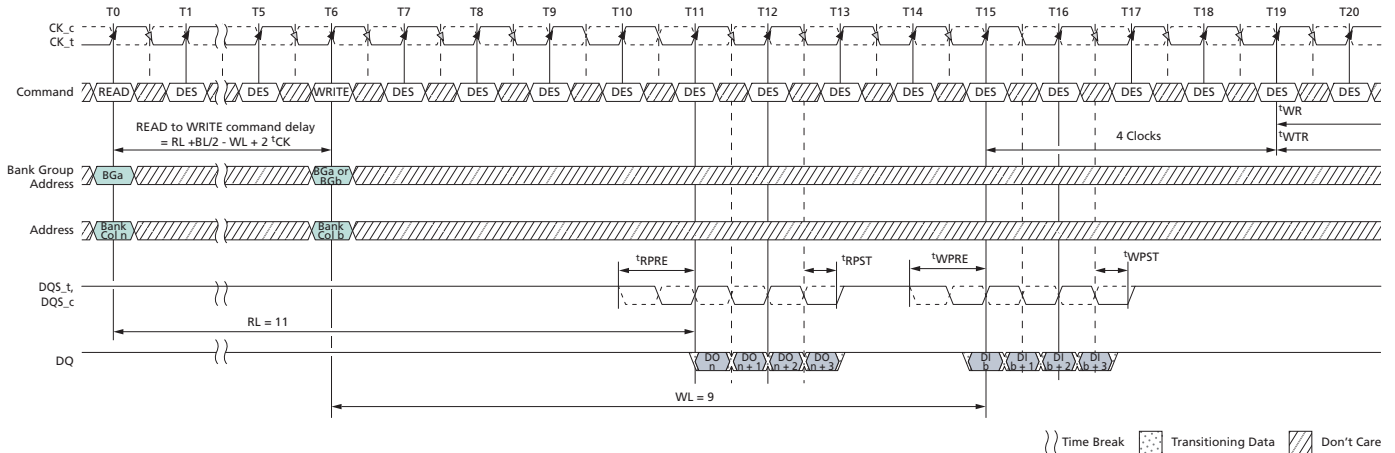 T0 T1 T5 T6 T7 T8 T9 T10 T11 T12 T13 T14 T15 T16 T17 T18 T19 T20
CK_c
CK_t
Command READ DES DES WRITE DES DES DES DES DES DES DES DES DES DES DES DES DES DES
tWR
READ to WRITE command delay
= RL +BL/2 - WL + 2 tCK
4 Clocks
tWTR
Bank Group
Address
BGa
BGa or
BGb
Address
Bank
Col n
Bank
Col b
tRPRE tRPST tWPRE tWPST
DQS_t,
DQS_c
RL = 11
DQ
DO
n
DO
n + 1
DO
n + 2
DO
n + 3
DI
b
DI
b + 1
DI
b + 2
DI
b + 3
WL = 9
Time Break Transitioning Data Don't Care